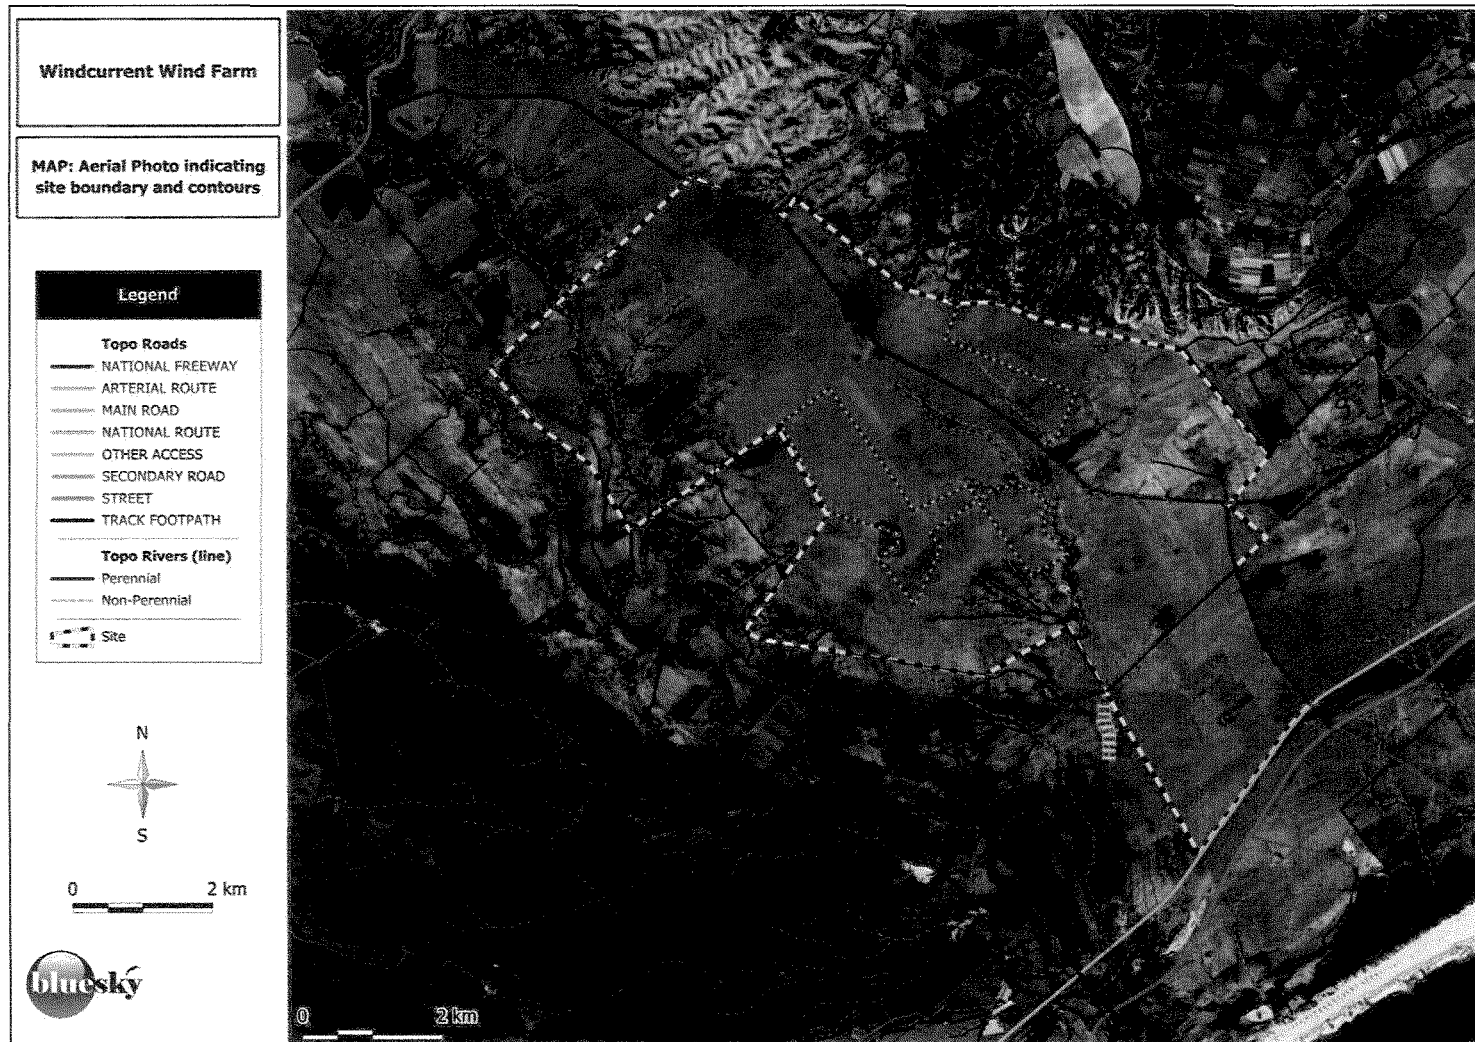 Windcurrent Wind Farm
MAP: Aerial Photo indicating
site boundary and contours
Legend
Topo Roads
NATIONAL FREEWAY
ARTERIAL ROUTE
MAIN ROAD
NATIONAL ROUTE
OTHER ACCESS
SECONDARY ROAD
STREET
TRACK FOOTPATH
Topo Rivers (line)
Perennial
Non-Perennial
Site
N
S
0 2 km
bluesky
0 2 km